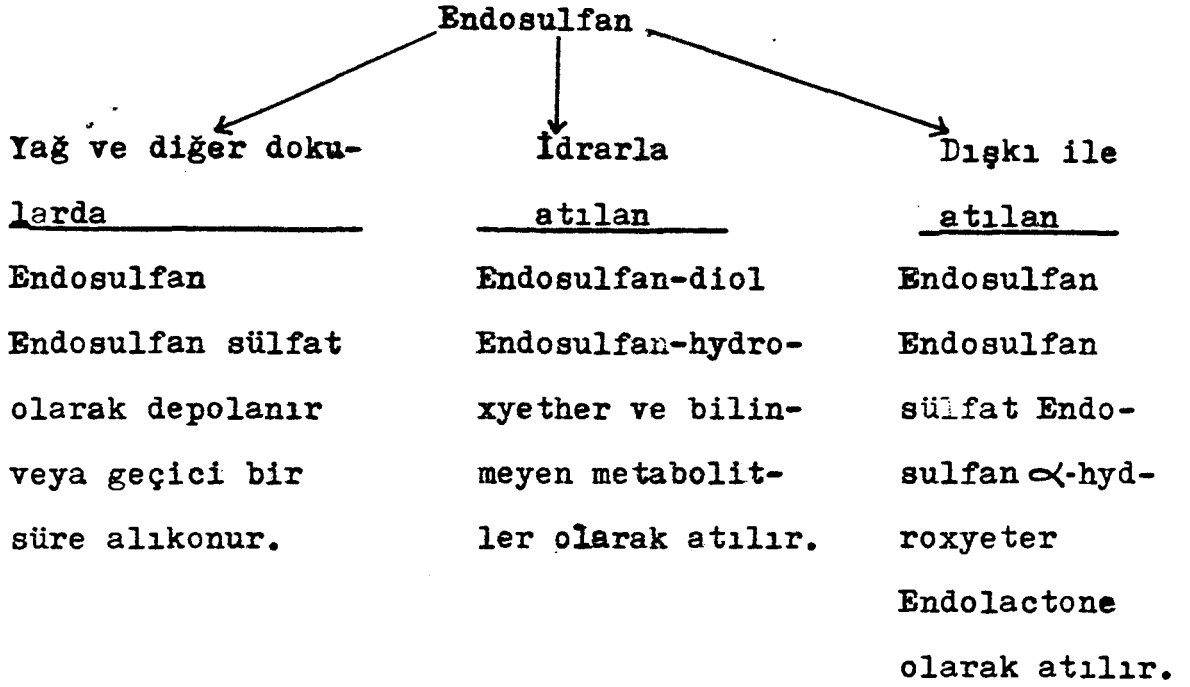 Endosulfan
Yağ ve diğer doku-
larda
Endosulfan
Endosulfan sülfat
olarak depolanır
veya geçici bir
süre alıkonur.
İdrarla
atılan
Endosulfan-diol
Endosulfan-hydro-
xyether ve bilin-
meyen metabolit-
ler olarak atılır.
Dışkı ile
atılan
Endosulfan
Endosulfan
sülfat Endo-
sulfan α-hyd-
roxyeter
Endolactone
olarak atılır.